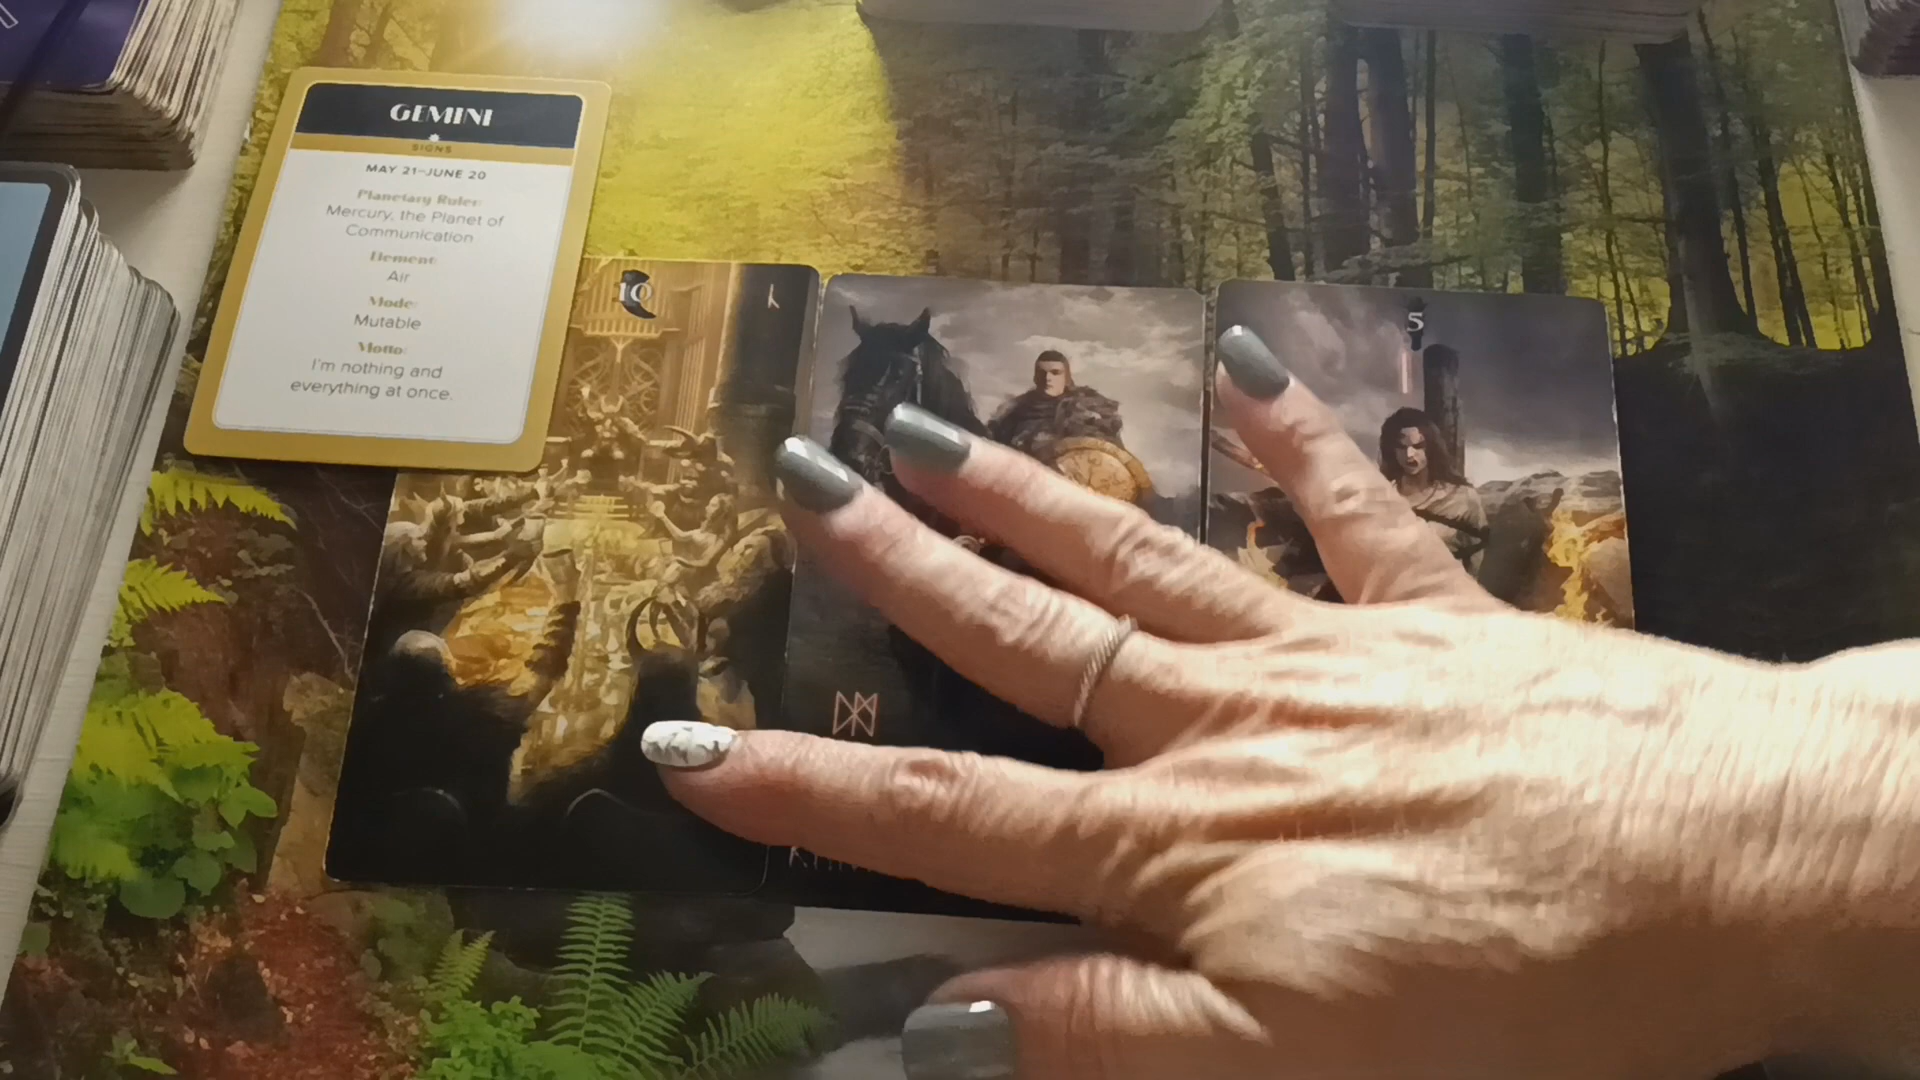 GEMINI
SIGNS
MAY 21–JUNE 20
Planetary Ruler:
Mercury, the Planet of
Communication
Element:
Air
Mode:
Mutable
Motto:
I'm nothing and
everything at once.
10
5